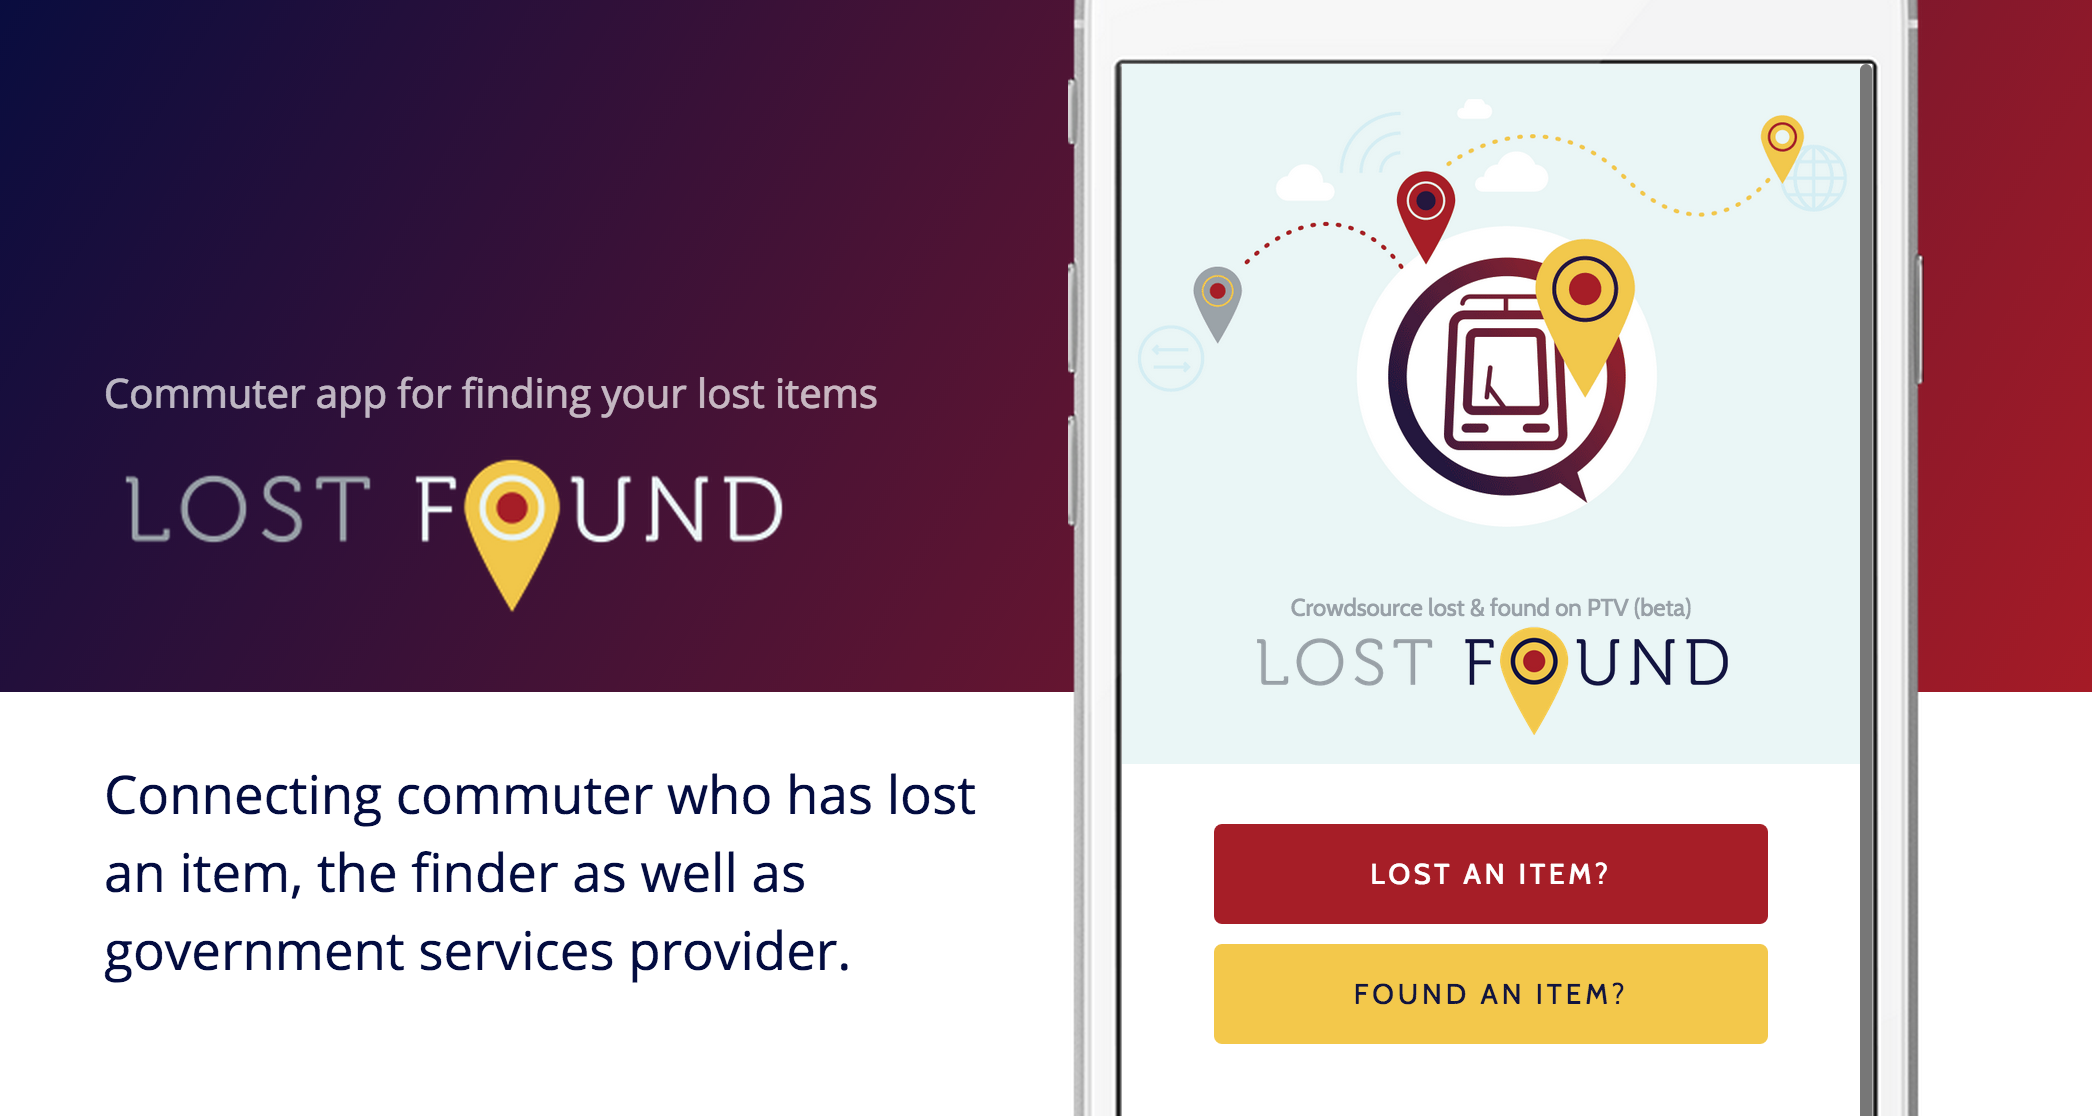 Commuter app for finding your lost items
LOST FOUND
Connecting commuter who has lost
an item, the finder as well as
government services provider.
Crowdsource lost & found on PTV (beta)
LOST FOUND
LOST AN ITEM?
FOUND AN ITEM?